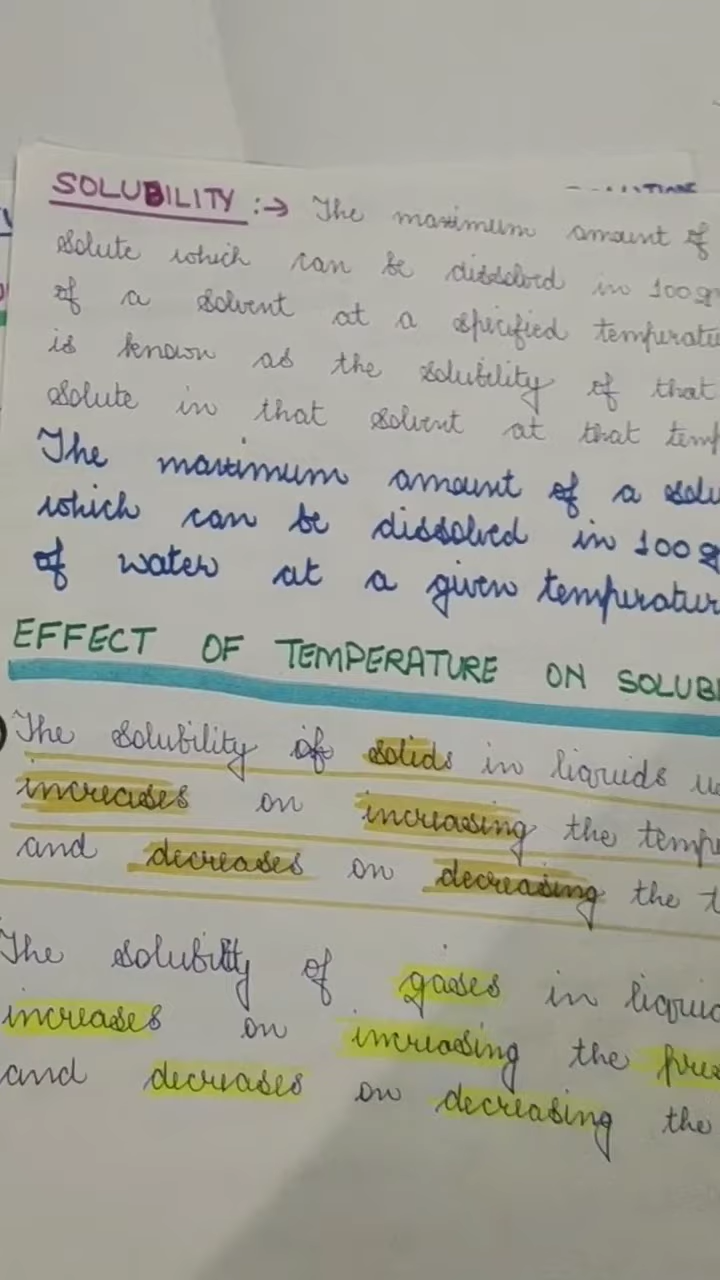 SOLUBILITY :→ The maximum amount of
solute which can be dissolved in 100 g
of a solvent at a specified temperatu
is known as the solubility of that
solute in that solvent at that temp
The maximum amount of a solu
which can be dissolved in 100 g
of water at a given temperatur
EFFECT OF TEMPERATURE ON SOLUB
The solubility of solids in liquids u
increases on increasing the tempe
and decreases on decreasing the t
The solubility of gases in liquid
increases on increasing the pres
and decreases on decreasing the